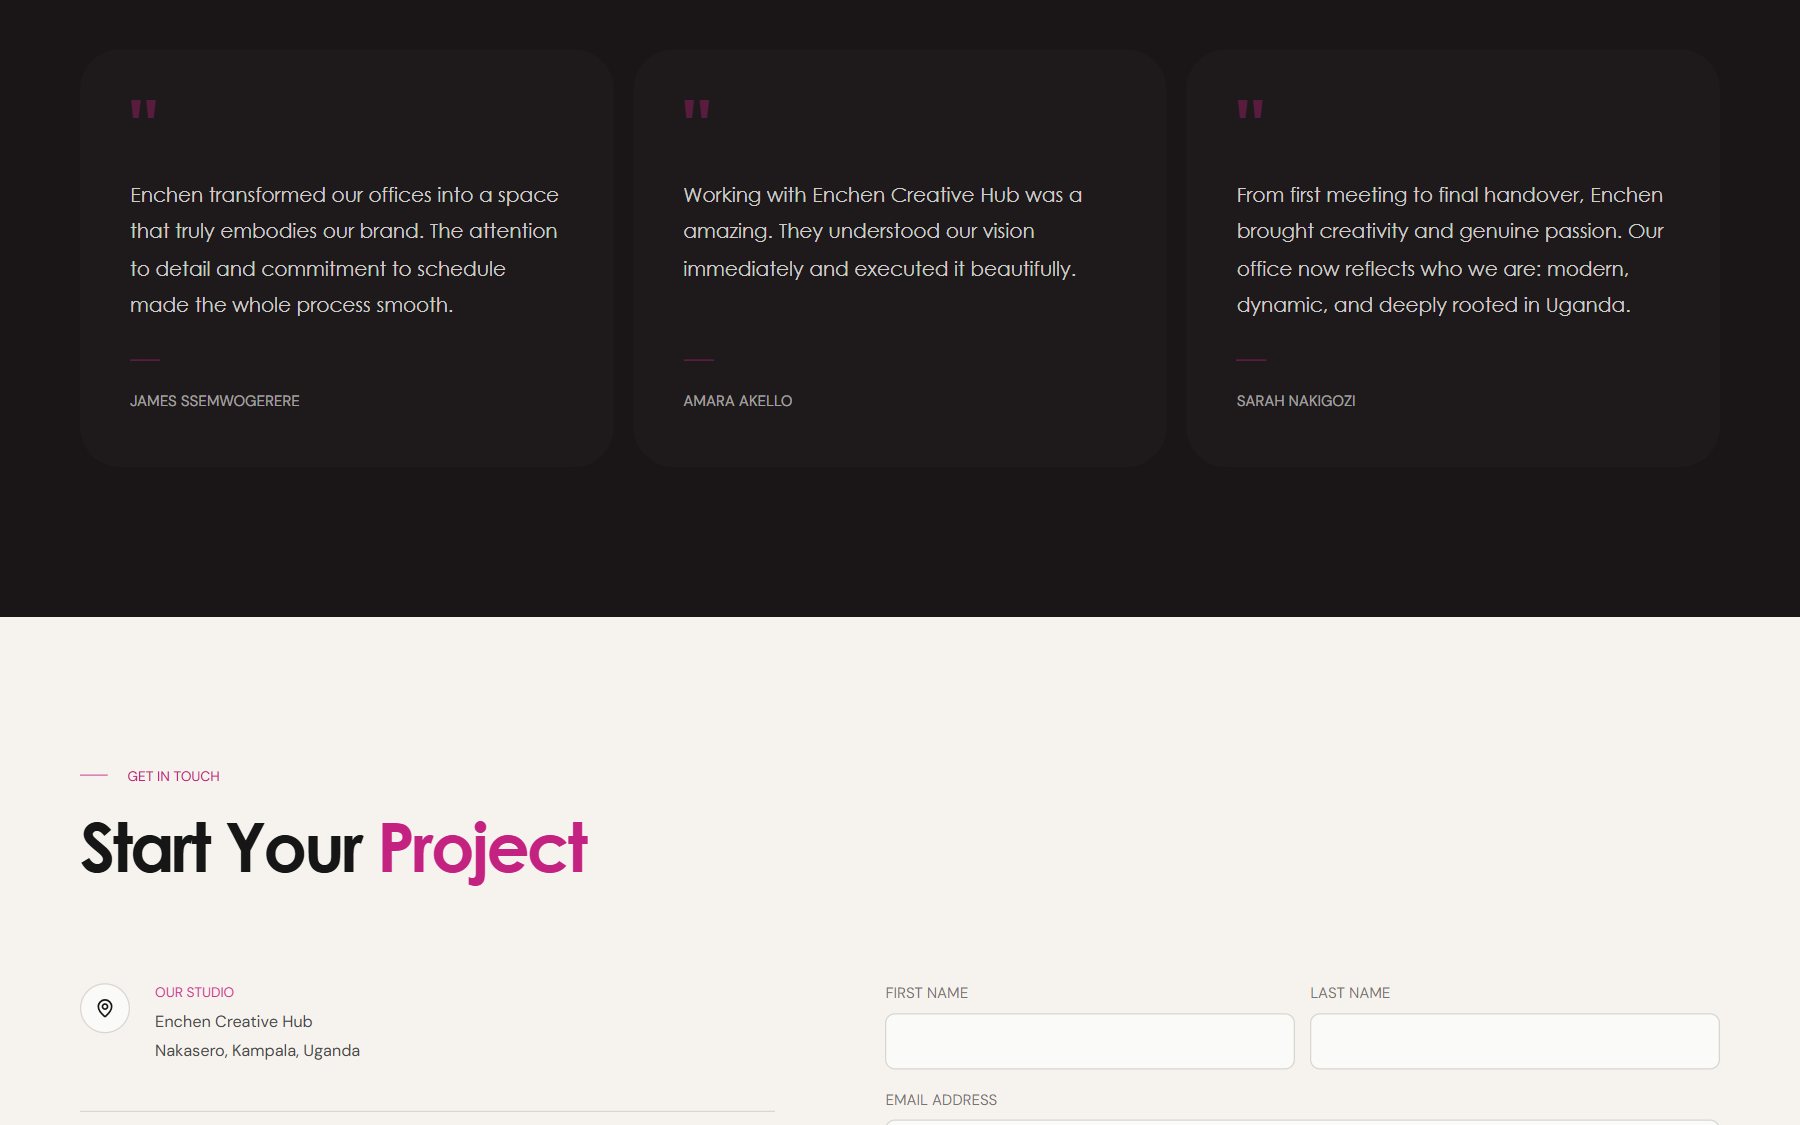 "
Enchen transformed our offices into a space
that truly embodies our brand. The attention
to detail and commitment to schedule
made the whole process smooth.
JAMES SSEMWOGERERE
"
Working with Enchen Creative Hub was a
amazing. They understood our vision
immediately and executed it beautifully.
AMARA AKELLO
"
From first meeting to final handover, Enchen
brought creativity and genuine passion. Our
office now reflects who we are: modern,
dynamic, and deeply rooted in Uganda.
SARAH NAKIGOZI
GET IN TOUCH
Start Your Project
OUR STUDIO
Enchen Creative Hub
Nakasero, Kampala, Uganda
FIRST NAME
LAST NAME
EMAIL ADDRESS